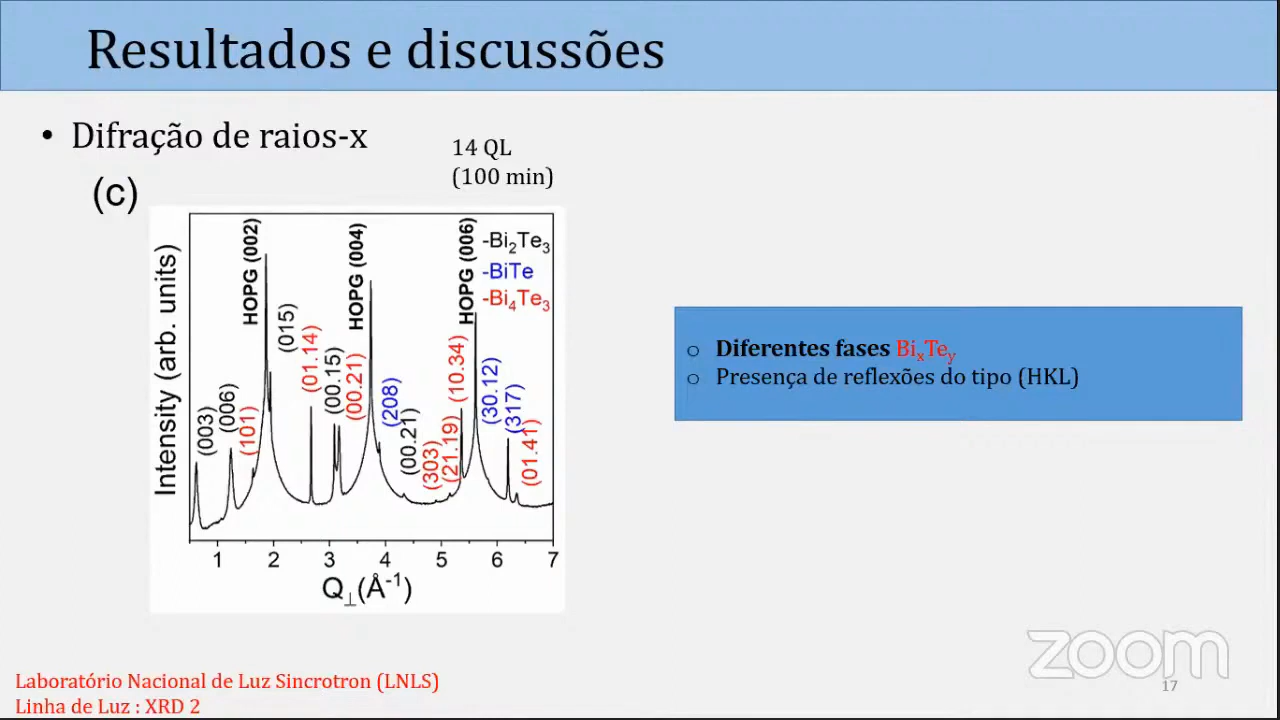 Resultados e discussões
• Difração de raios-x
14 QL
(100 min)
(c)
HOPG (002)
HOPG (004)
HOPG (006)
-Bi₂Te₃
-BiTe
-Bi₄Te₃
(003)
(006)
(101)
(015)
(01.14)
(00.15)
(00.21)
(208)
(00.21)
(303)
(21.19)
(10.34)
(30.12)
(317)
(01.41)
Intensity (arb. units)
1 2 3 4 5 6 7
Q⊥(Å⁻¹)
o Diferentes fases BiₓTeᵧ
o Presença de reflexões do tipo (HKL)
Laboratório Nacional de Luz Sincrotron (LNLS)
Linha de Luz : XRD 2
zoom
17